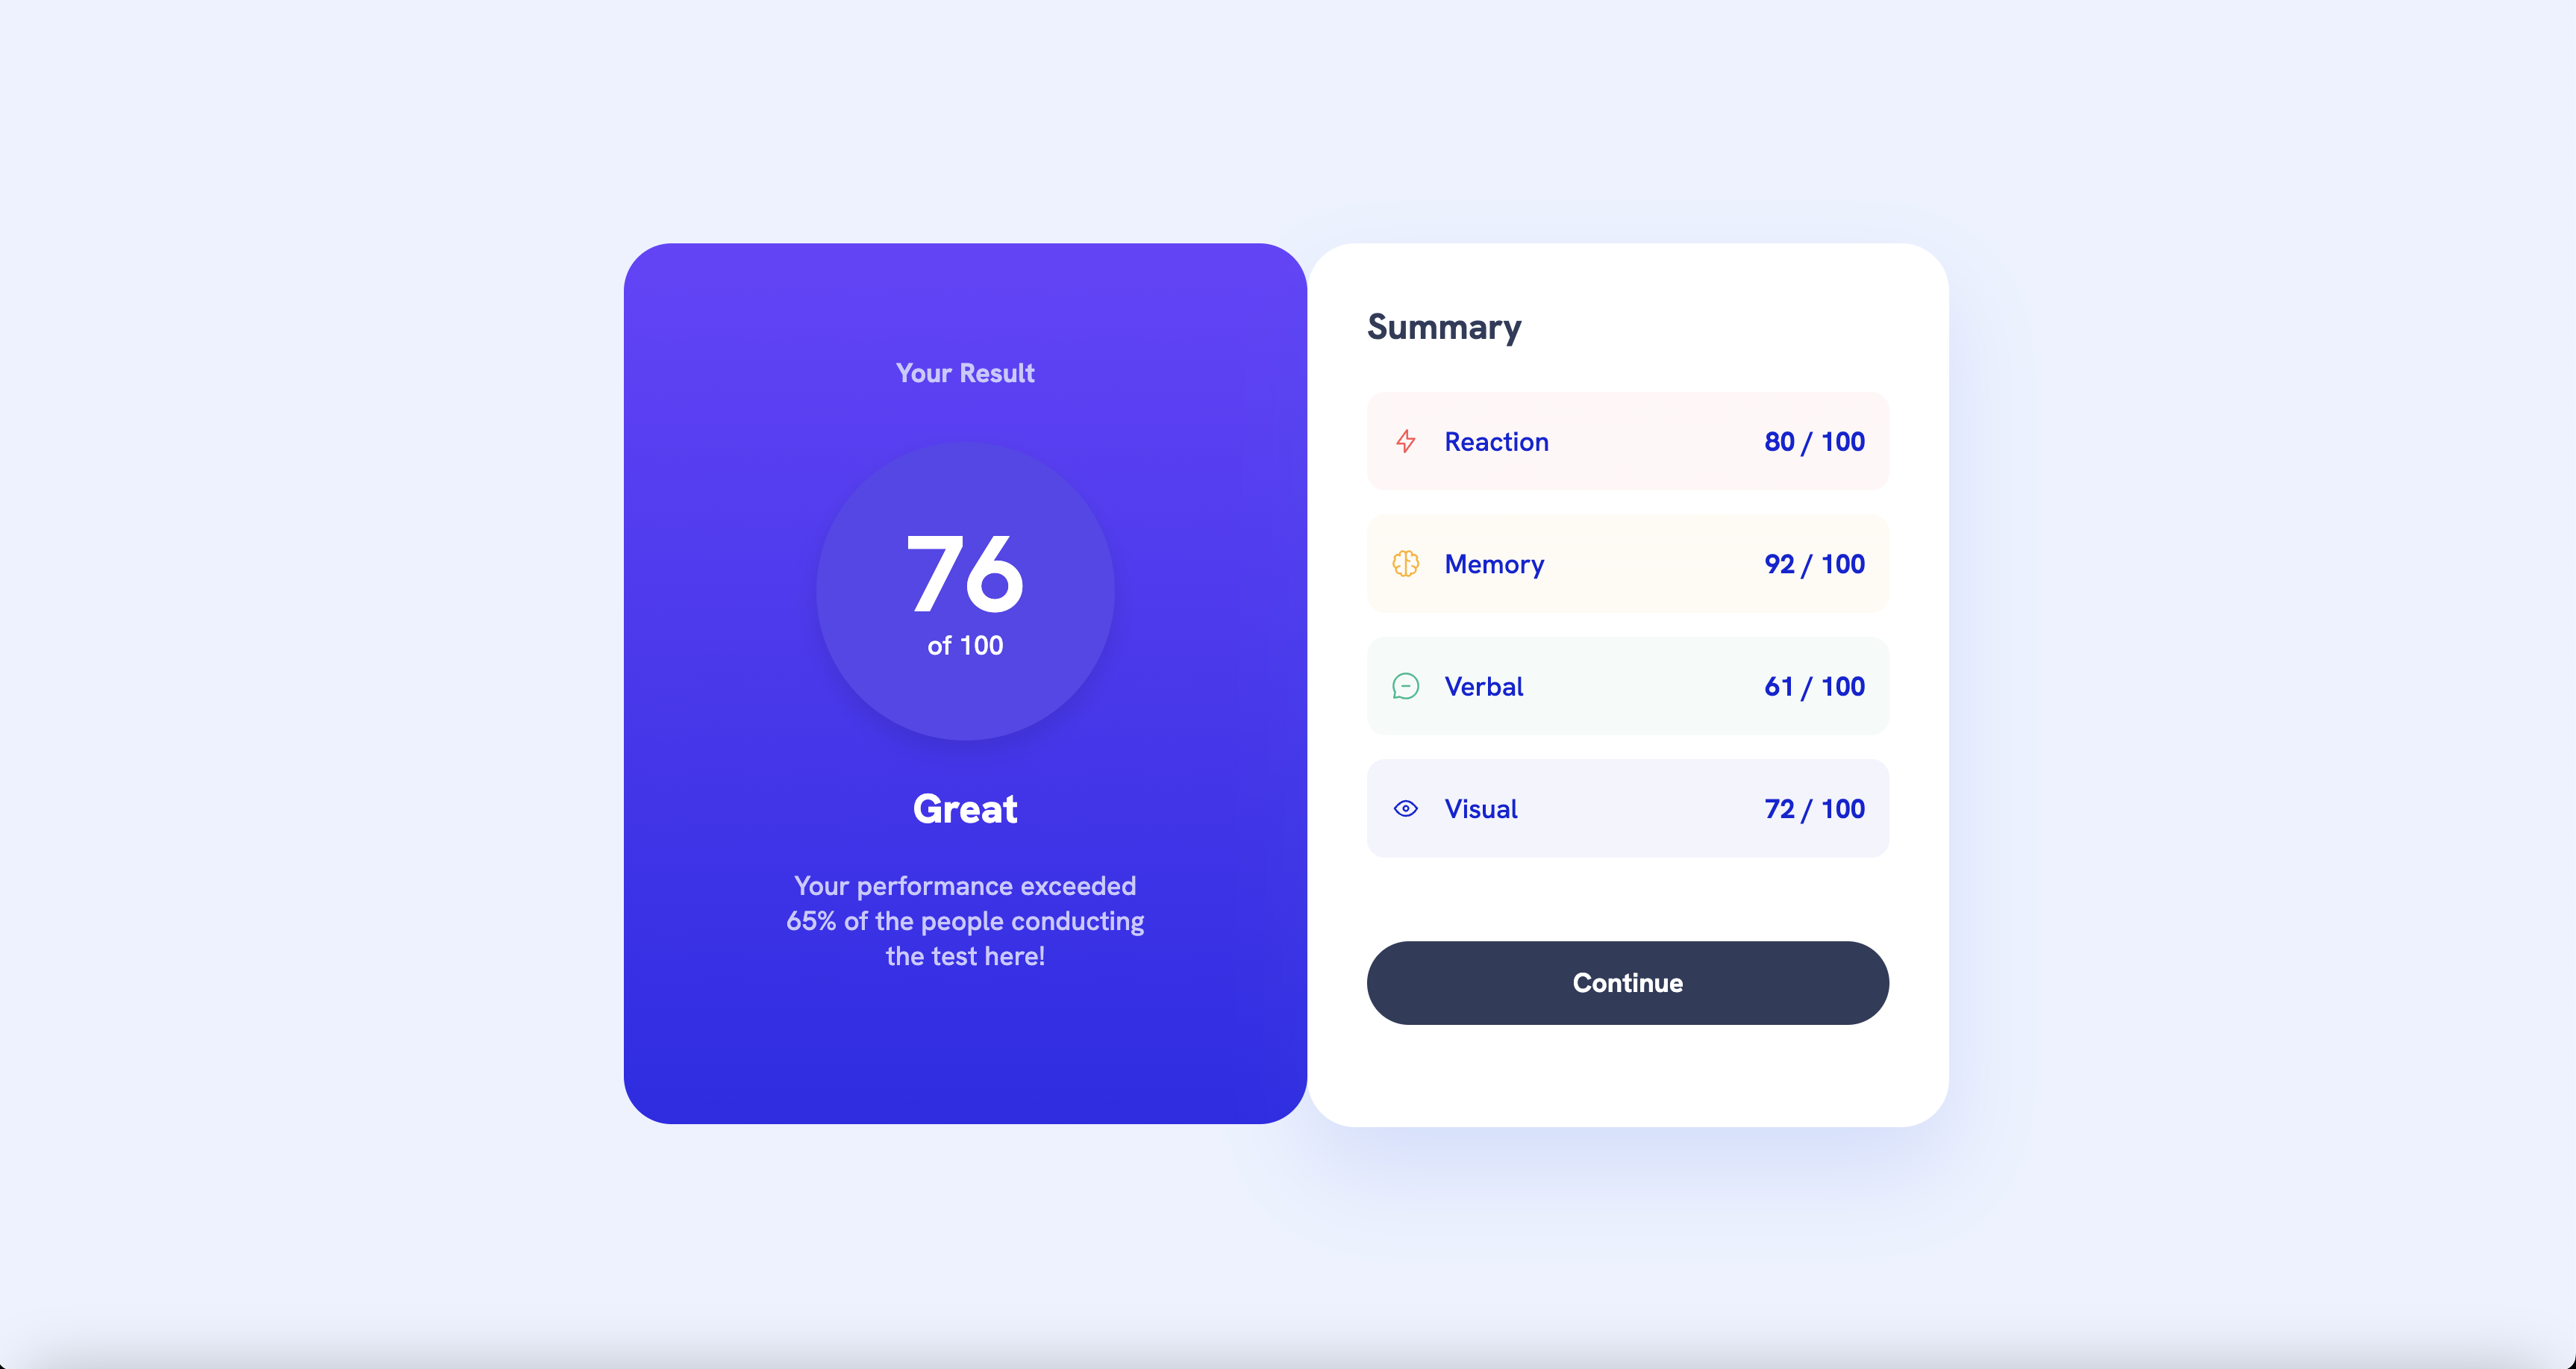 Your Result
76
of 100
Great
Your performance exceeded
65% of the people conducting
the test here!
Summary
Reaction 80 / 100
Memory 92 / 100
Verbal 61 / 100
Visual 72 / 100
Continue